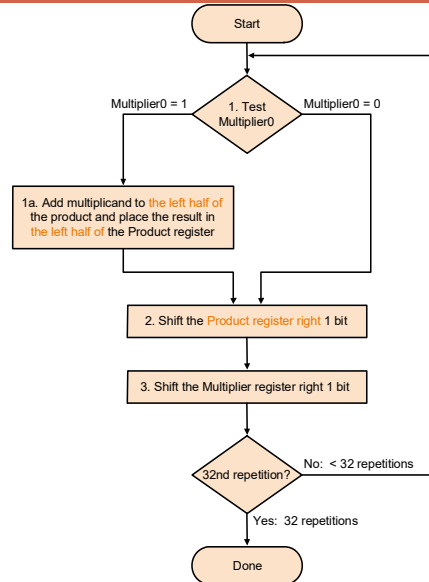 Start
Multiplier0 = 1
1. Test
Multiplier0
Multiplier0 = 0
1a. Add multiplicand to the left half of
the product and place the result in
the left half of the Product register
2. Shift the Product register right 1 bit
3. Shift the Multiplier register right 1 bit
32nd repetition?
No: < 32 repetitions
Yes: 32 repetitions
Done